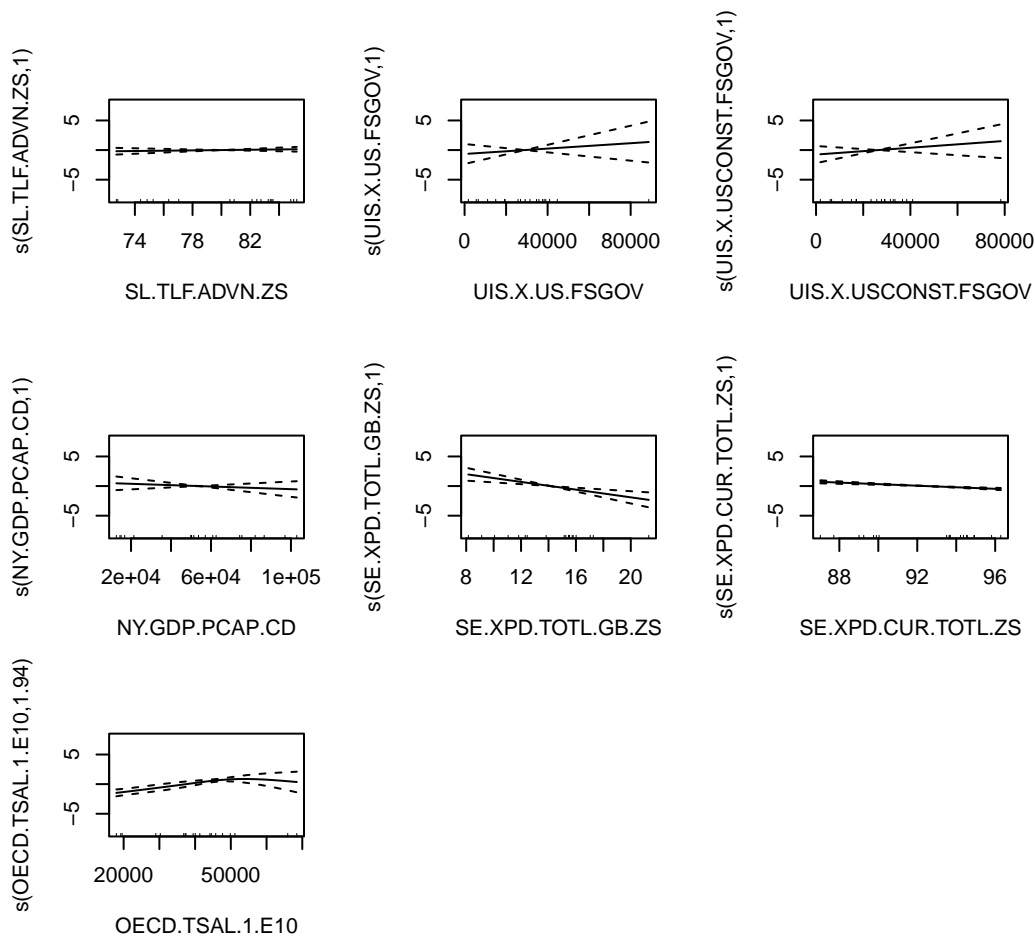 s(SL.TLF.ADVN.ZS,1)
5
−5
74 78 82
SL.TLF.ADVN.ZS
s(UIS.X.US.FSGOV,1)
5
−5
0 40000 80000
UIS.X.US.FSGOV
s(UIS.X.USCONST.FSGOV,1)
5
−5
0 40000 80000
UIS.X.USCONST.FSGOV
s(NY.GDP.PCAP.CD,1)
5
−5
2e+04 6e+04 1e+05
NY.GDP.PCAP.CD
s(SE.XPD.TOTL.GB.ZS,1)
5
−5
8 12 16 20
SE.XPD.TOTL.GB.ZS
s(SE.XPD.CUR.TOTL.ZS,1)
5
−5
88 92 96
SE.XPD.CUR.TOTL.ZS
s(OECD.TSAL.1.E10,1.94)
5
−5
20000 50000
OECD.TSAL.1.E10